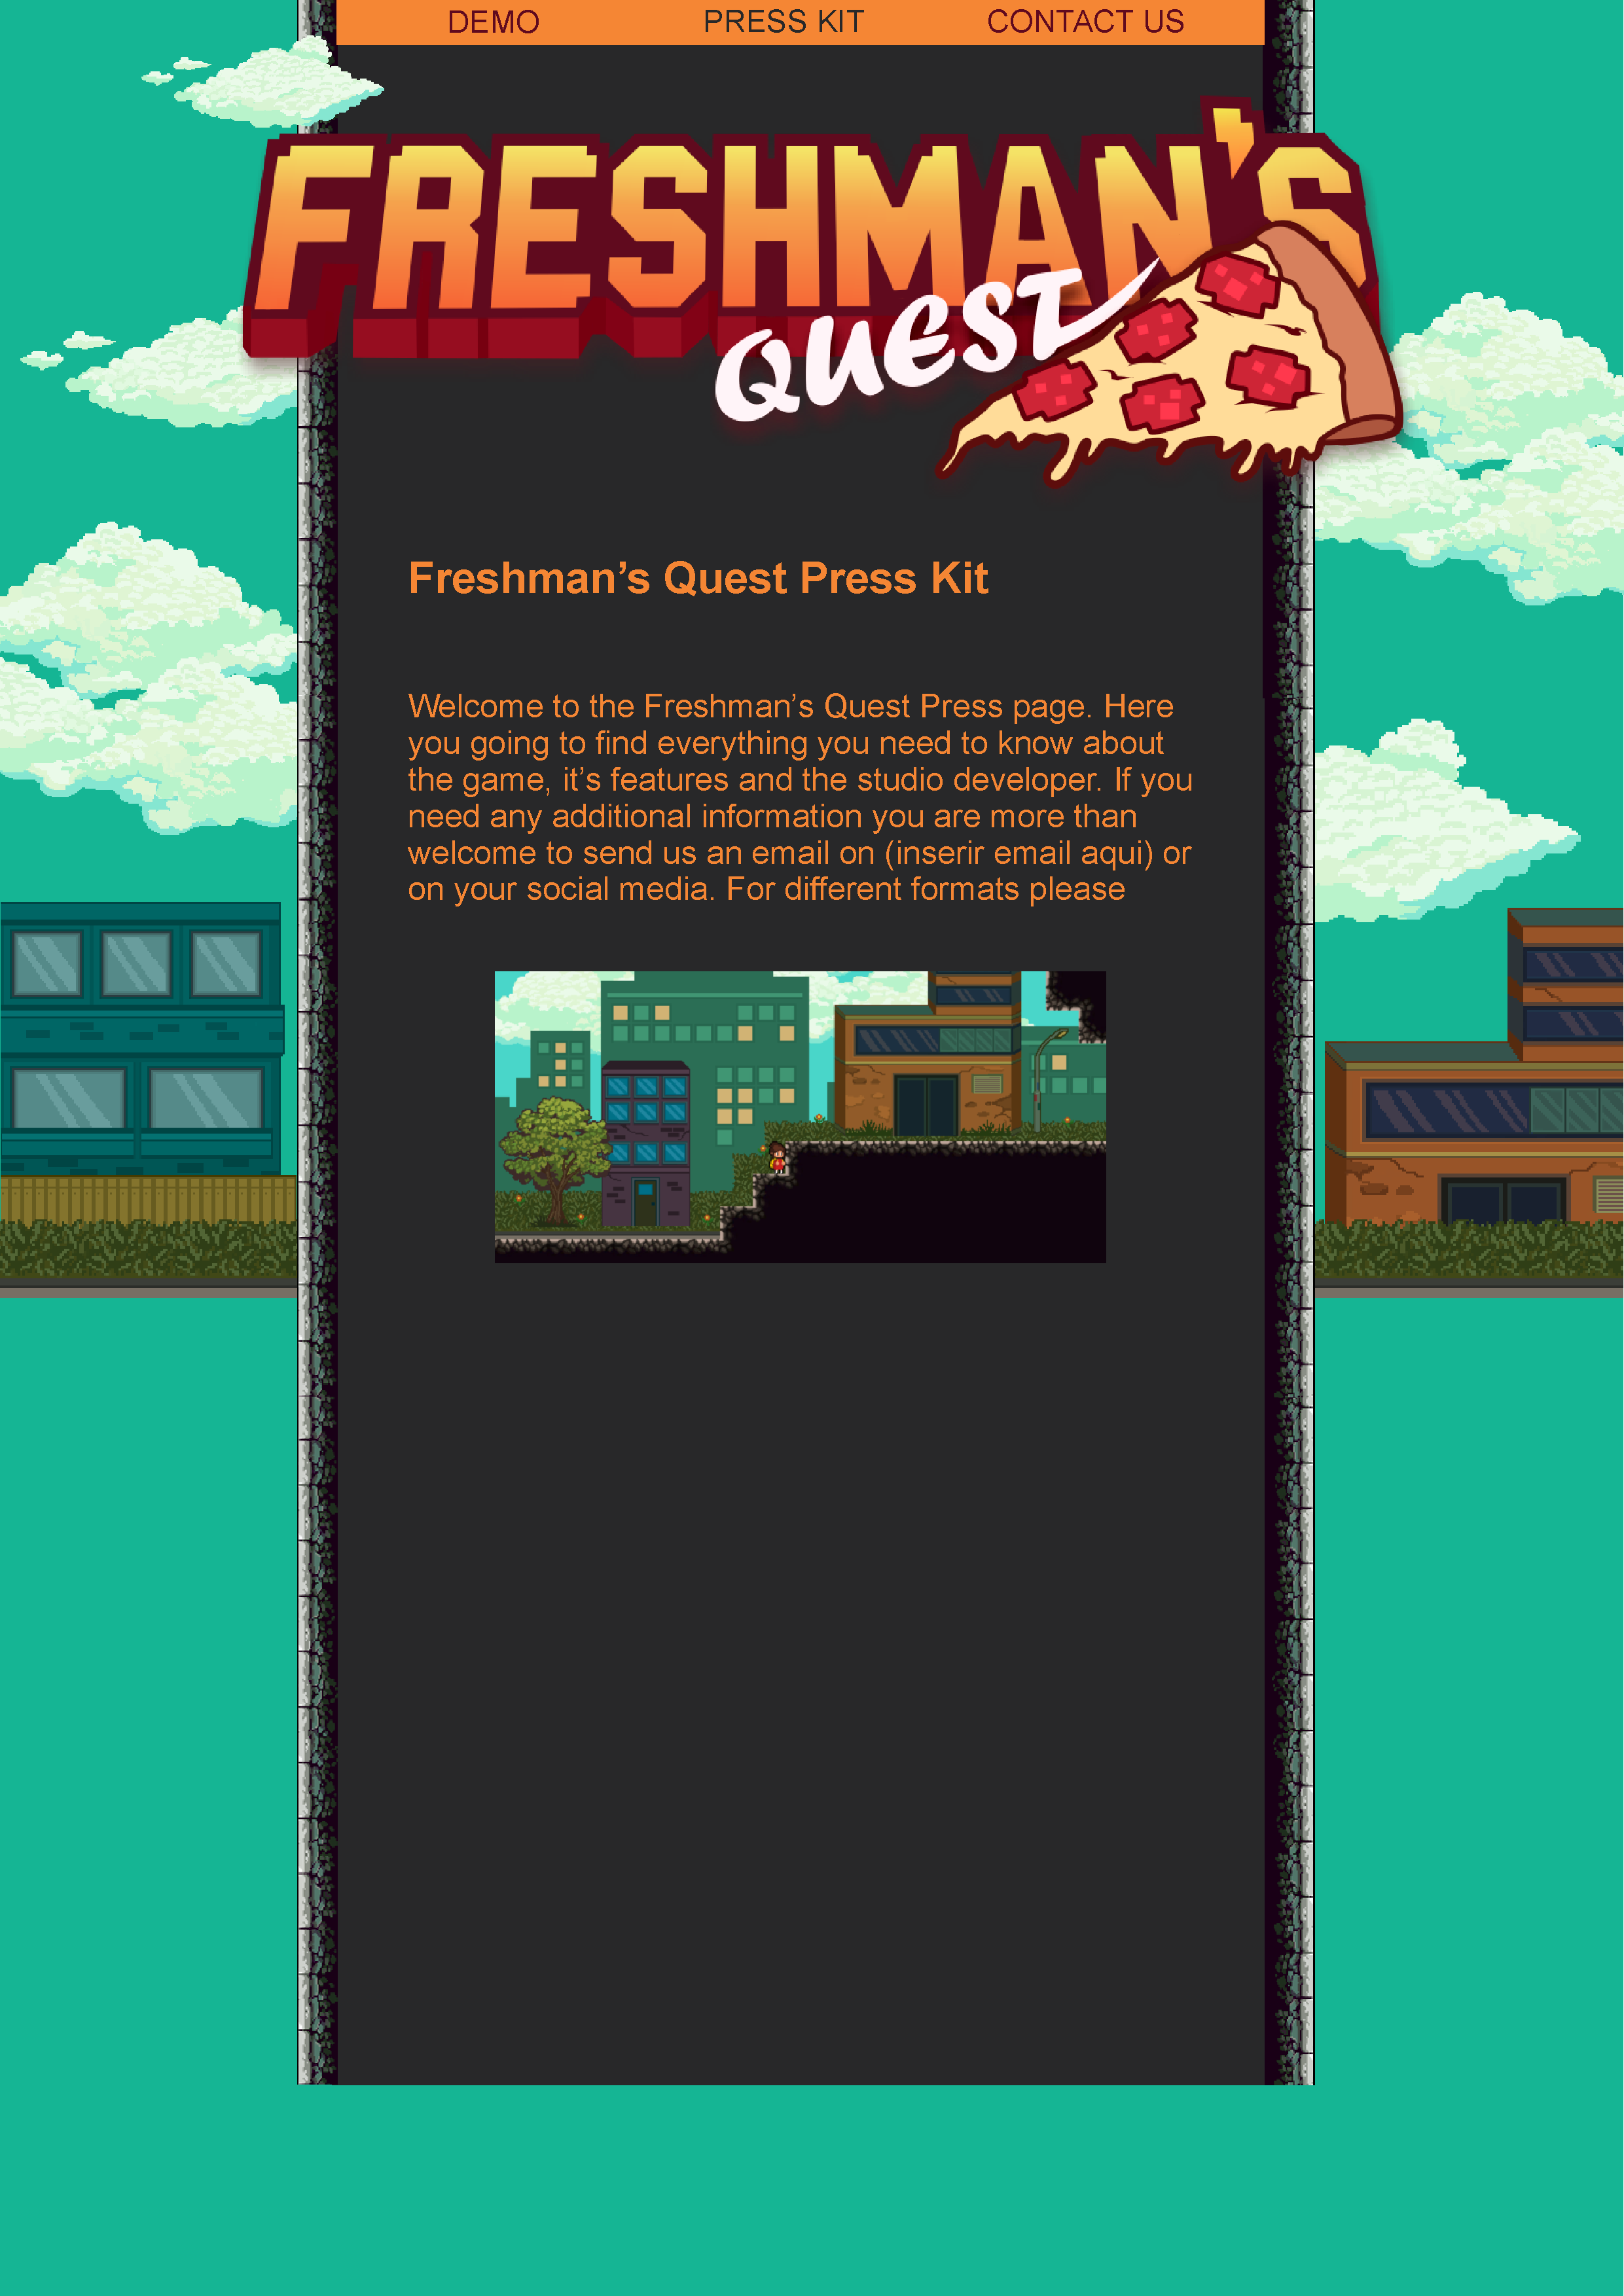 DEMO PRESS KIT CONTACT US
FRESHMAN'S
QUEST
Freshman’s Quest Press Kit
Welcome to the Freshman’s Quest Press page. Here
you going to find everything you need to know about
the game, it’s features and the studio developer. If you
need any additional information you are more than
welcome to send us an email on (inserir email aqui) or
on your social media. For different formats please